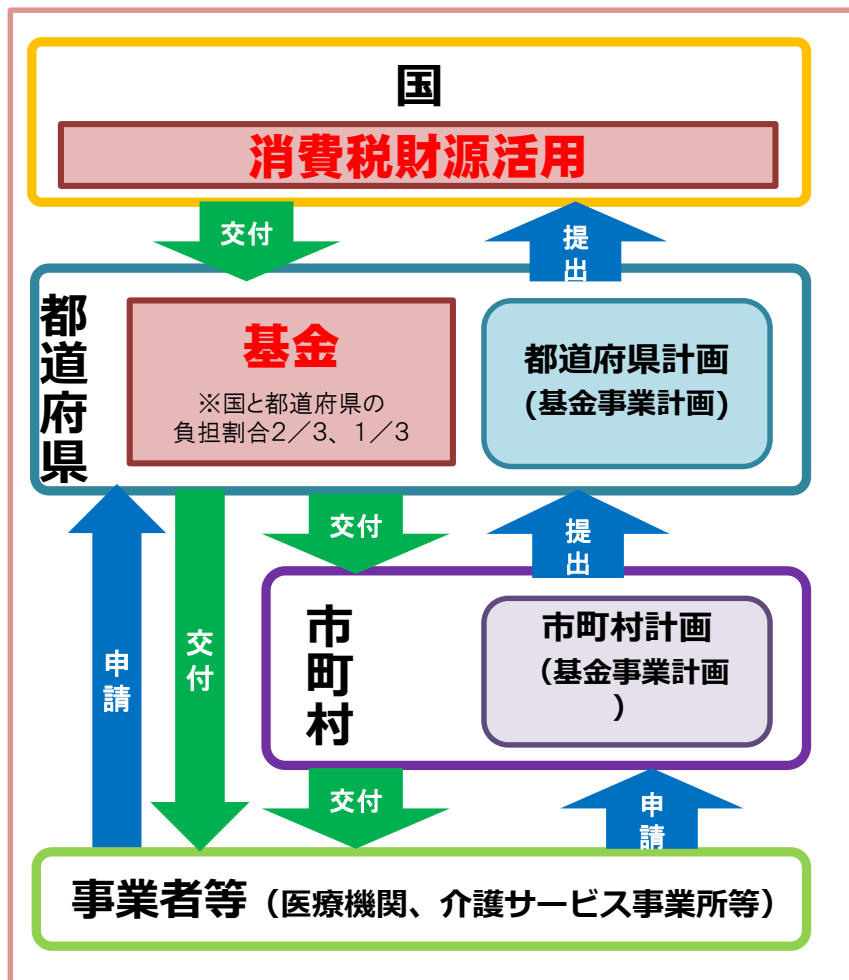 国
消費税財源活用
交付
提出
都道府県
基金
※国と都道府県の
負担割合2／3、1／3
都道府県計画
(基金事業計画)
申請
交付
交付
提出
市町村
市町村計画
（基金事業計画
）
交付
申請
事業者等（医療機関、介護サービス事業所等）